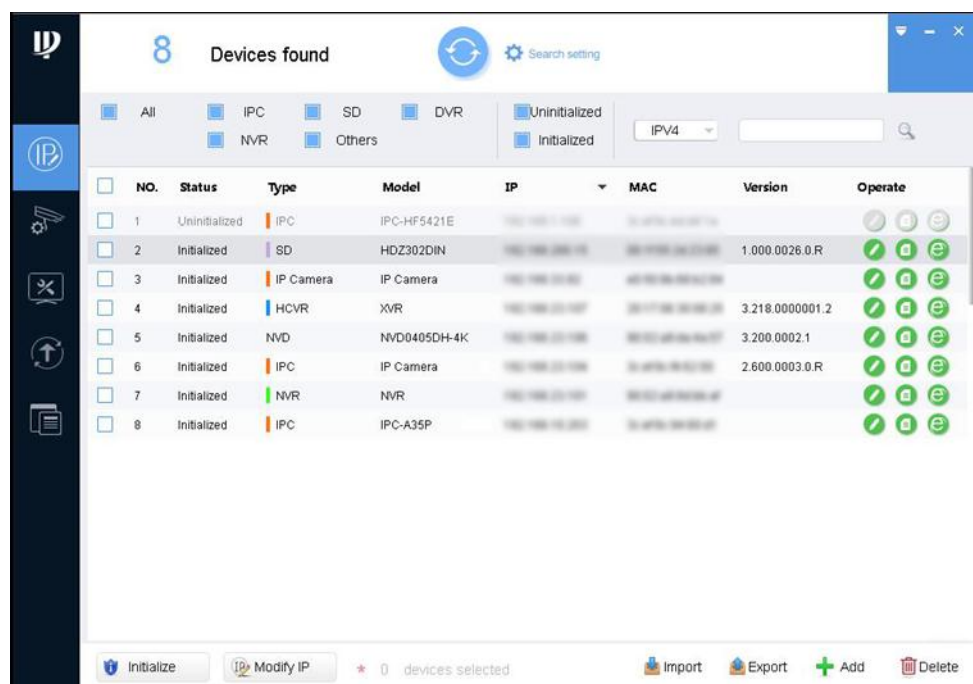 8 Devices found Search setting
All IPC SD DVR Uninitialized
NVR Others Initialized IPV4
NO. Status Type Model IP MAC Version Operate
1 Uninitialized IPC IPC-HF5421E
2 Initialized SD HDZ302DIN 1.000.0026.0.R
3 Initialized IP Camera IP Camera
4 Initialized HCVR XVR 3.218.0000001.2
5 Initialized NVD NVD0405DH-4K 3.200.0002.1
6 Initialized IPC IP Camera 2.600.0003.0.R
7 Initialized NVR NVR
8 Initialized IPC IPC-A35P
Initialize Modify IP * 0 devices selected Import Export Add Delete